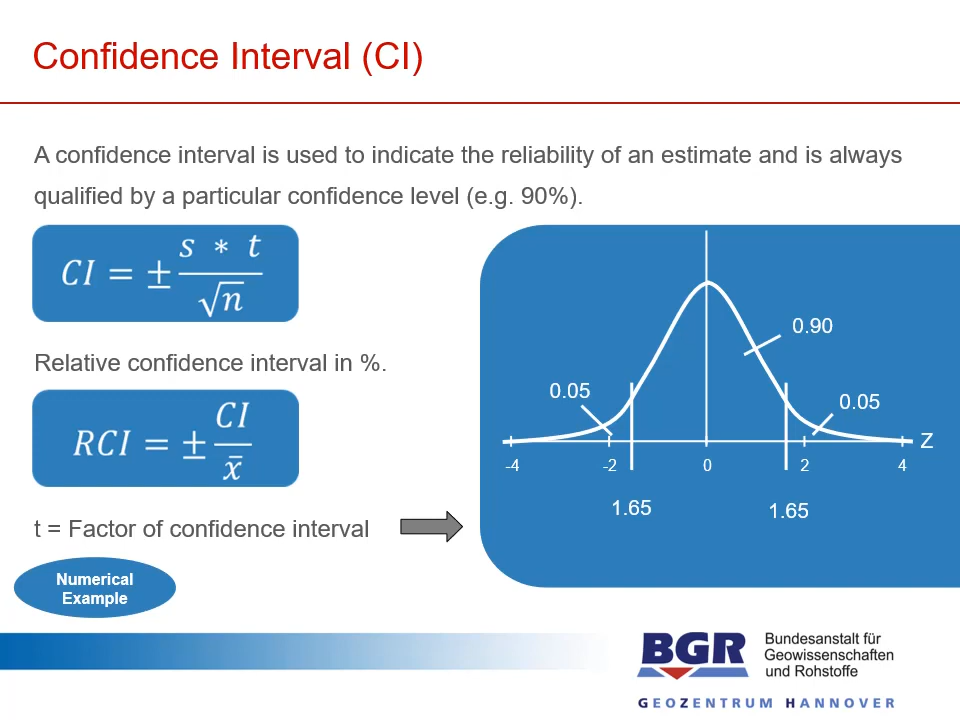 Confidence Interval (CI)
A confidence interval is used to indicate the reliability of an estimate and is always
qualified by a particular confidence level (e.g. 90%).
CI = ± s * t / √n
Relative confidence interval in %.
RCI = ± CI / x̄
t = Factor of confidence interval
Numerical
Example
0.90
0.05
0.05
Z
-4 -2 0 2 4
1.65 1.65
BGR
Bundesanstalt für
Geowissenschaften
und Rohstoffe
GEOZENTRUM HANNOVER